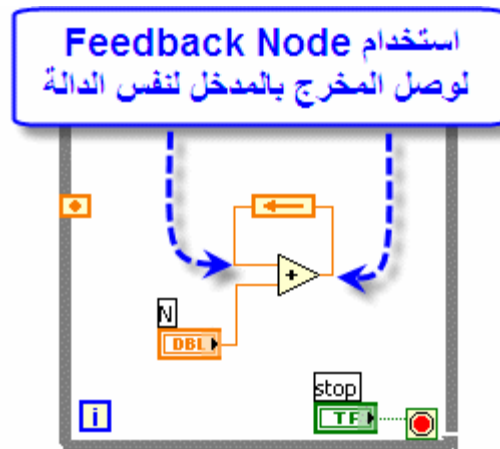 استخدام Feedback Node
لوصل المخرج بالمدخل لنفس الدالة
+
N
DBL
stop
i
TF